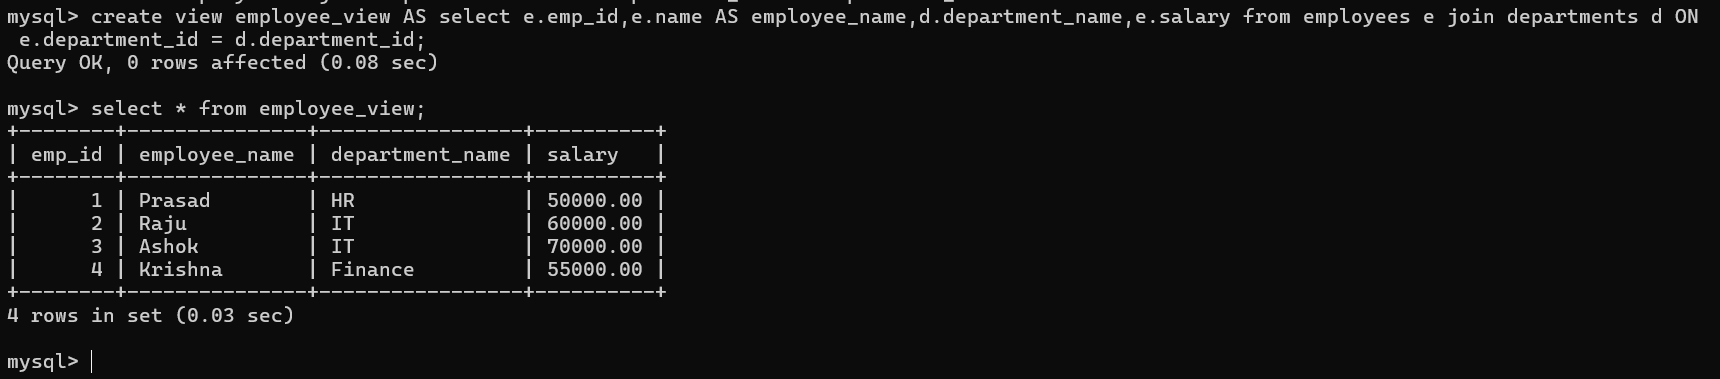 mysql> create view employee_view AS select e.emp_id,e.name AS employee_name,d.department_name,e.salary from employees e join departments d ON
 e.department_id = d.department_id;
Query OK, 0 rows affected (0.08 sec)

mysql> select * from employee_view;
+--------+---------------+-----------------+----------+
| emp_id | employee_name | department_name | salary   |
+--------+---------------+-----------------+----------+
|      1 | Prasad        | HR              | 50000.00 |
|      2 | Raju          | IT              | 60000.00 |
|      3 | Ashok         | IT              | 70000.00 |
|      4 | Krishna       | Finance         | 55000.00 |
+--------+---------------+-----------------+----------+
4 rows in set (0.03 sec)

mysql>